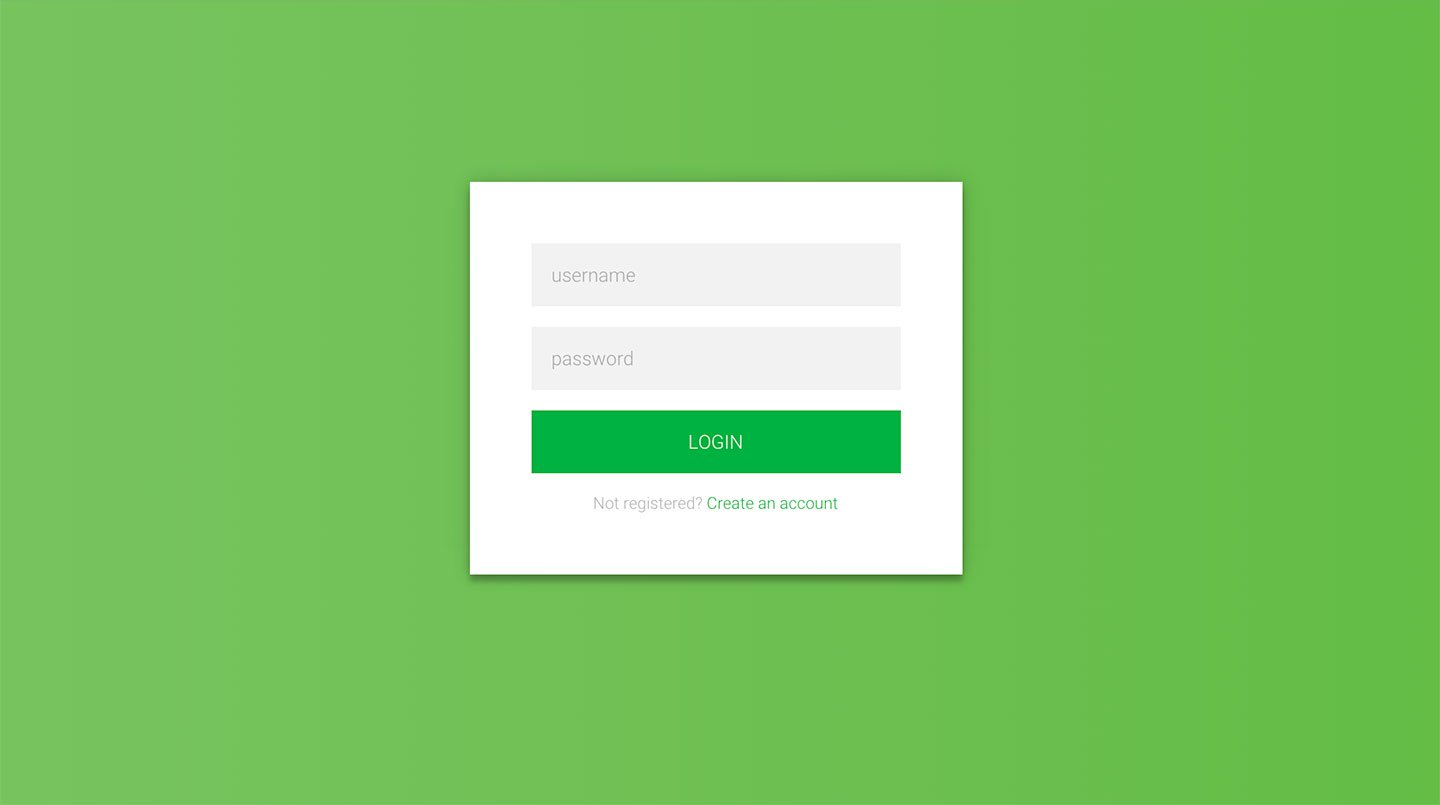 username
password
LOGIN
Not registered? Create an account